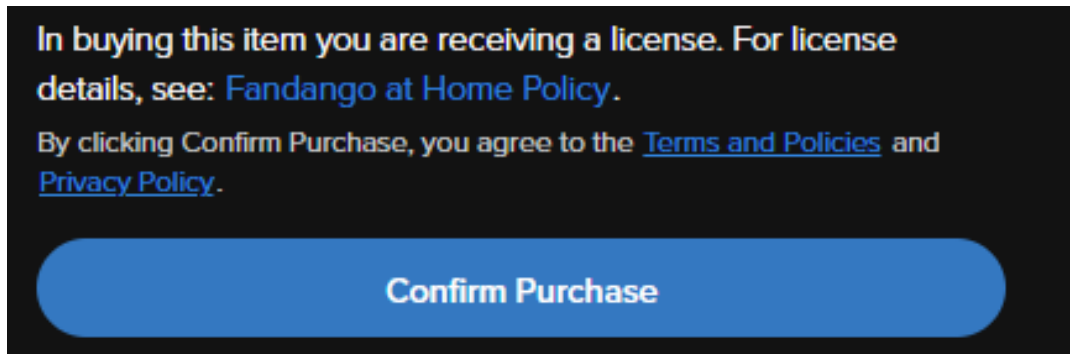 In buying this item you are receiving a license. For license
details, see: Fandango at Home Policy.
By clicking Confirm Purchase, you agree to the Terms and Policies and
Privacy Policy.
Confirm Purchase